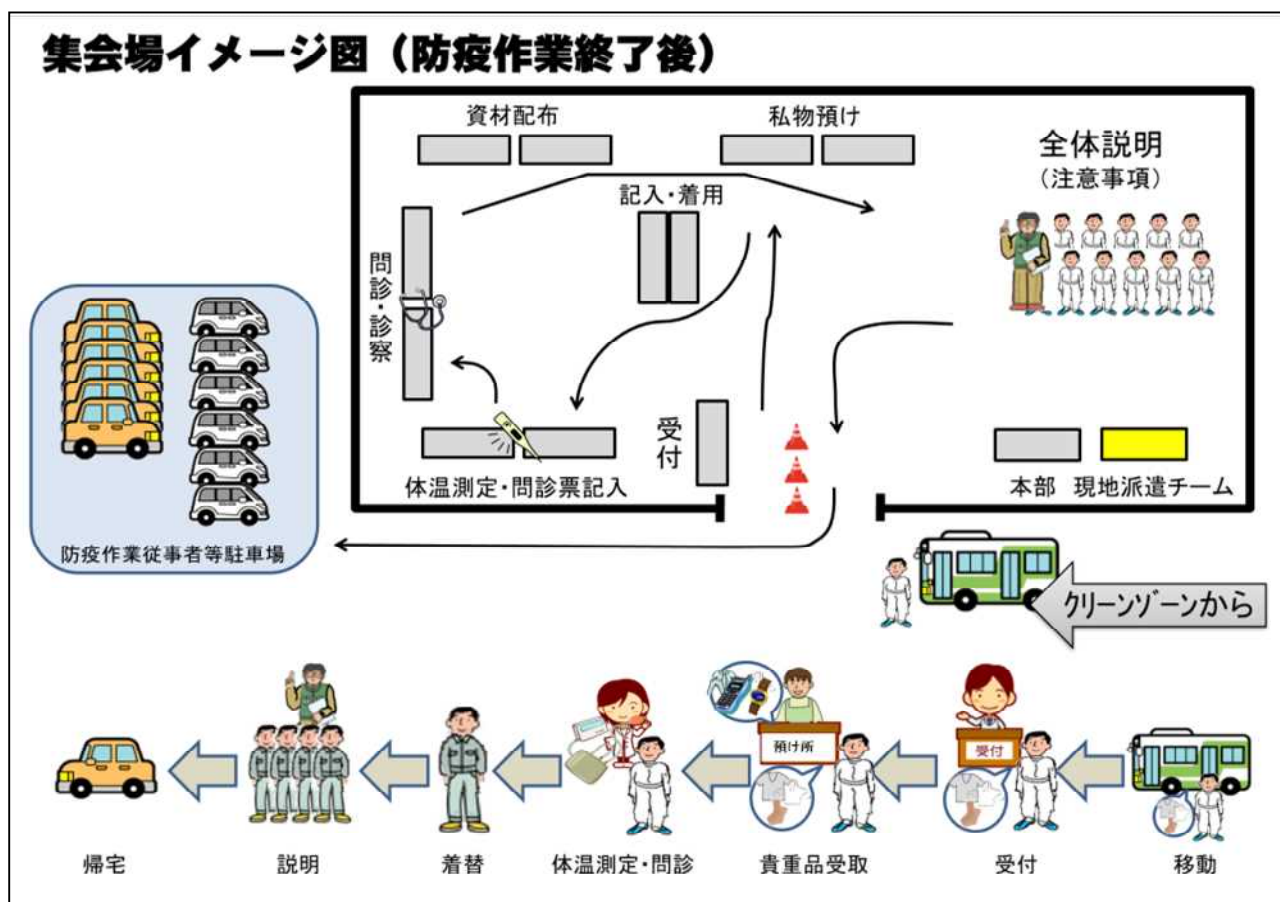 集会場イメージ図（防疫作業終了後）
資材配布
私物預け
全体説明
（注意事項）
記入・着用
問診・診察
受付
体温測定・問診票記入
本部 現地派遣チーム
防疫作業従事者等駐車場
ｸﾘｰﾝｿﾞｰﾝから
預け所
受付
帰宅
説明
着替
体温測定・問診
貴重品受取
受付
移動